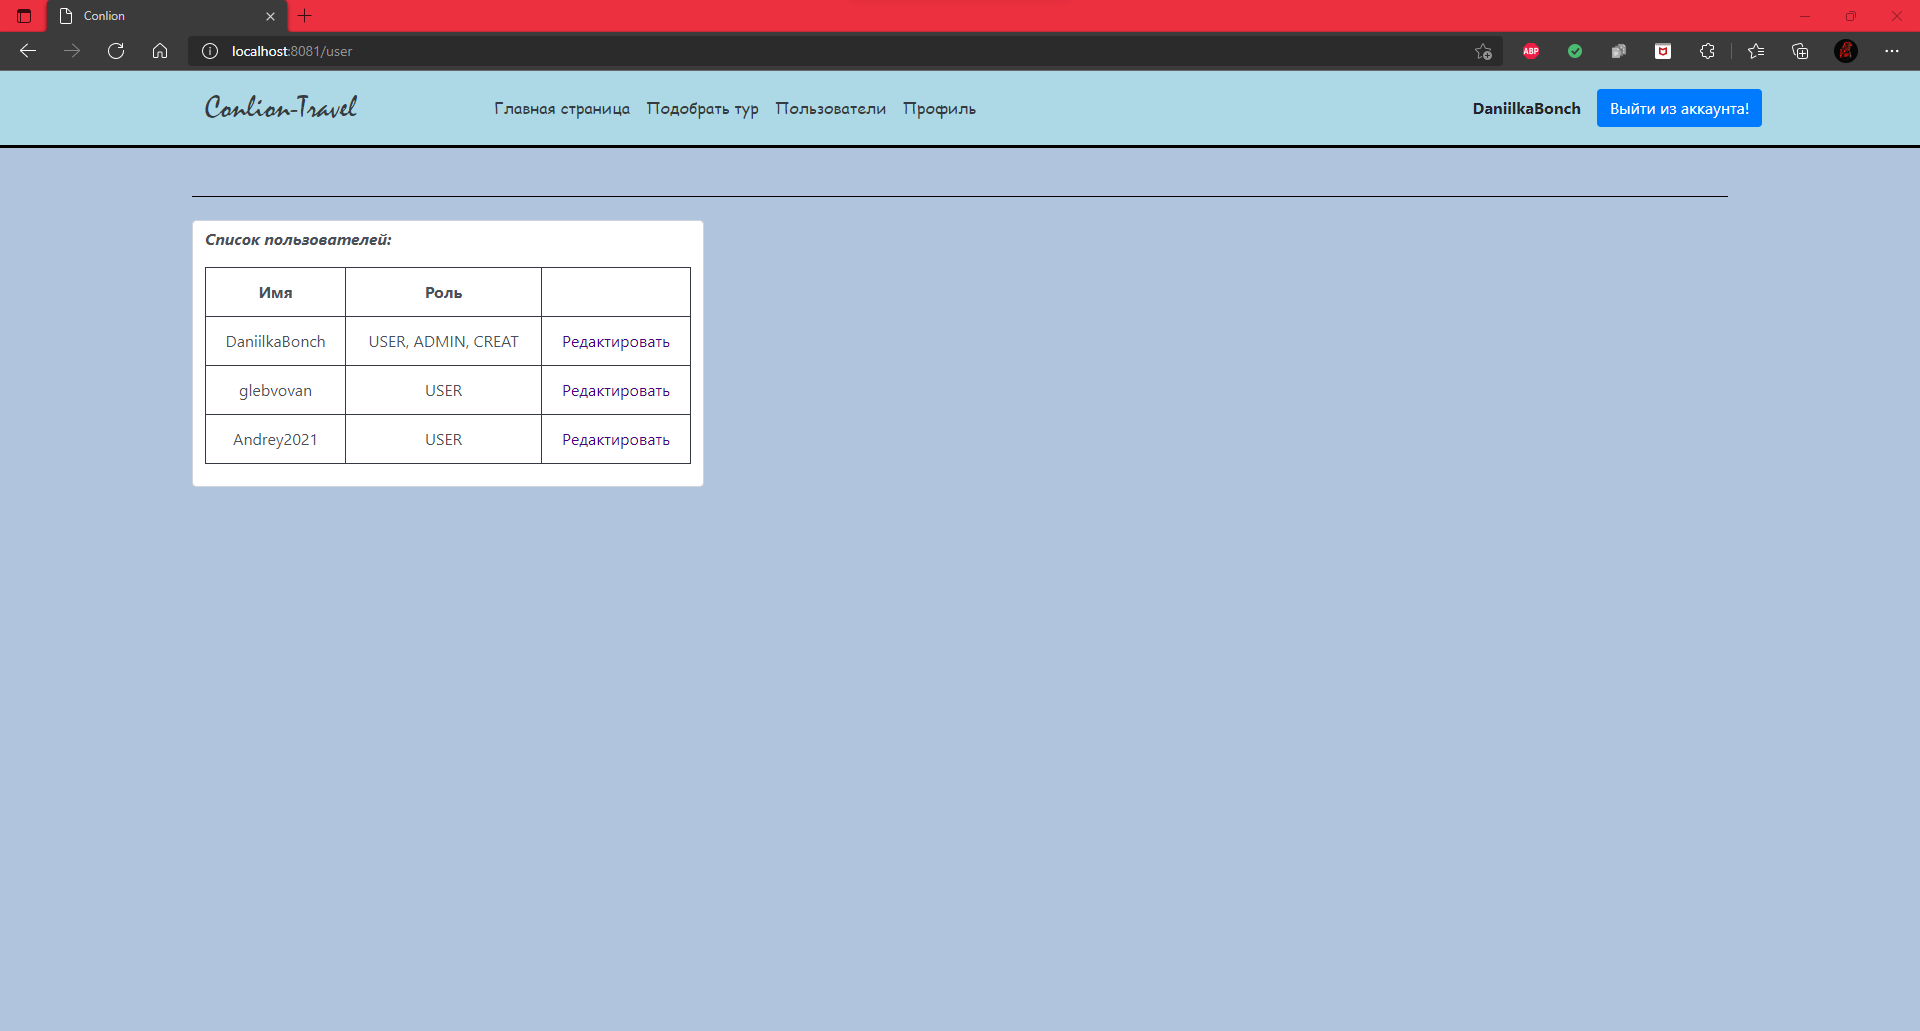 Conlion
localhost:8081/user
ABP
Conlion-Travel Главная страница Подобрать тур Пользователи Профиль DaniilkaBonch Выйти из аккаунта!
Список пользователей:
Имя Роль
DaniilkaBonch USER, ADMIN, CREAT Редактировать
glebvovan USER Редактировать
Andrey2021 USER Редактировать